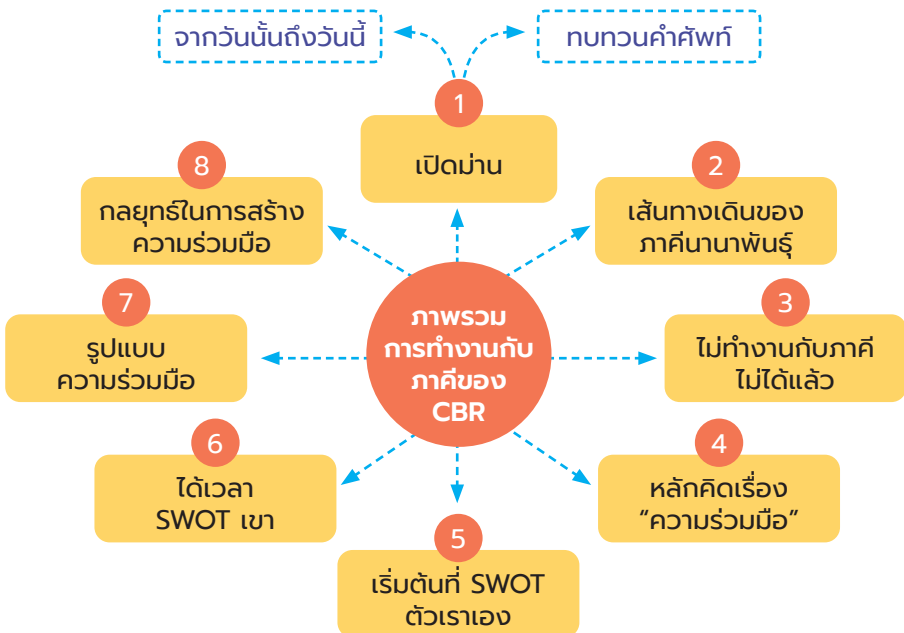 จากวันนั้นถึงวันนี้
ทบทวนคำศัพท์
1
เปิดม่าน
2
เส้นทางเดินของ
ภาคีนานาพันธุ์
3
ไม่ทำงานกับภาคี
ไม่ได้แล้ว
4
หลักคิดเรื่อง
“ความร่วมมือ”
5
เริ่มต้นที่ SWOT
ตัวเราเอง
6
ได้เวลา
SWOT เขา
7
รูปแบบ
ความร่วมมือ
8
กลยุทธ์ในการสร้าง
ความร่วมมือ
ภาพรวม
การทำงานกับ
ภาคีของ
CBR